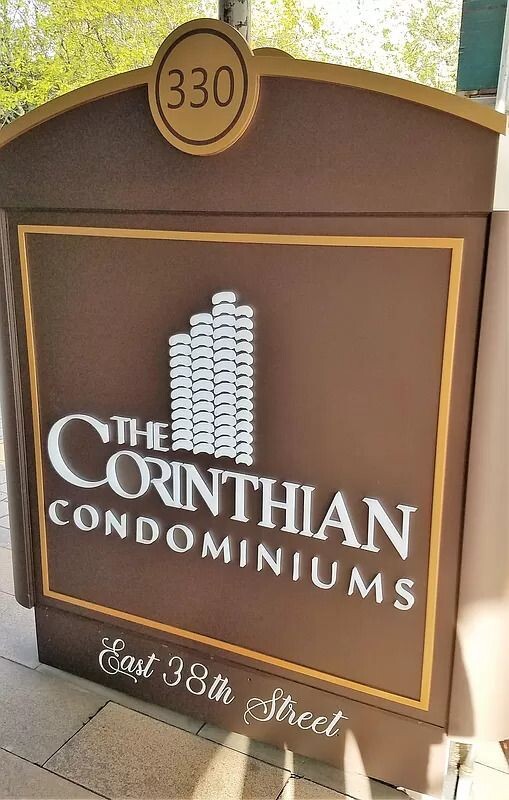 330
THE
CORINTHIAN
CONDOMINIUMS
East 38th Street